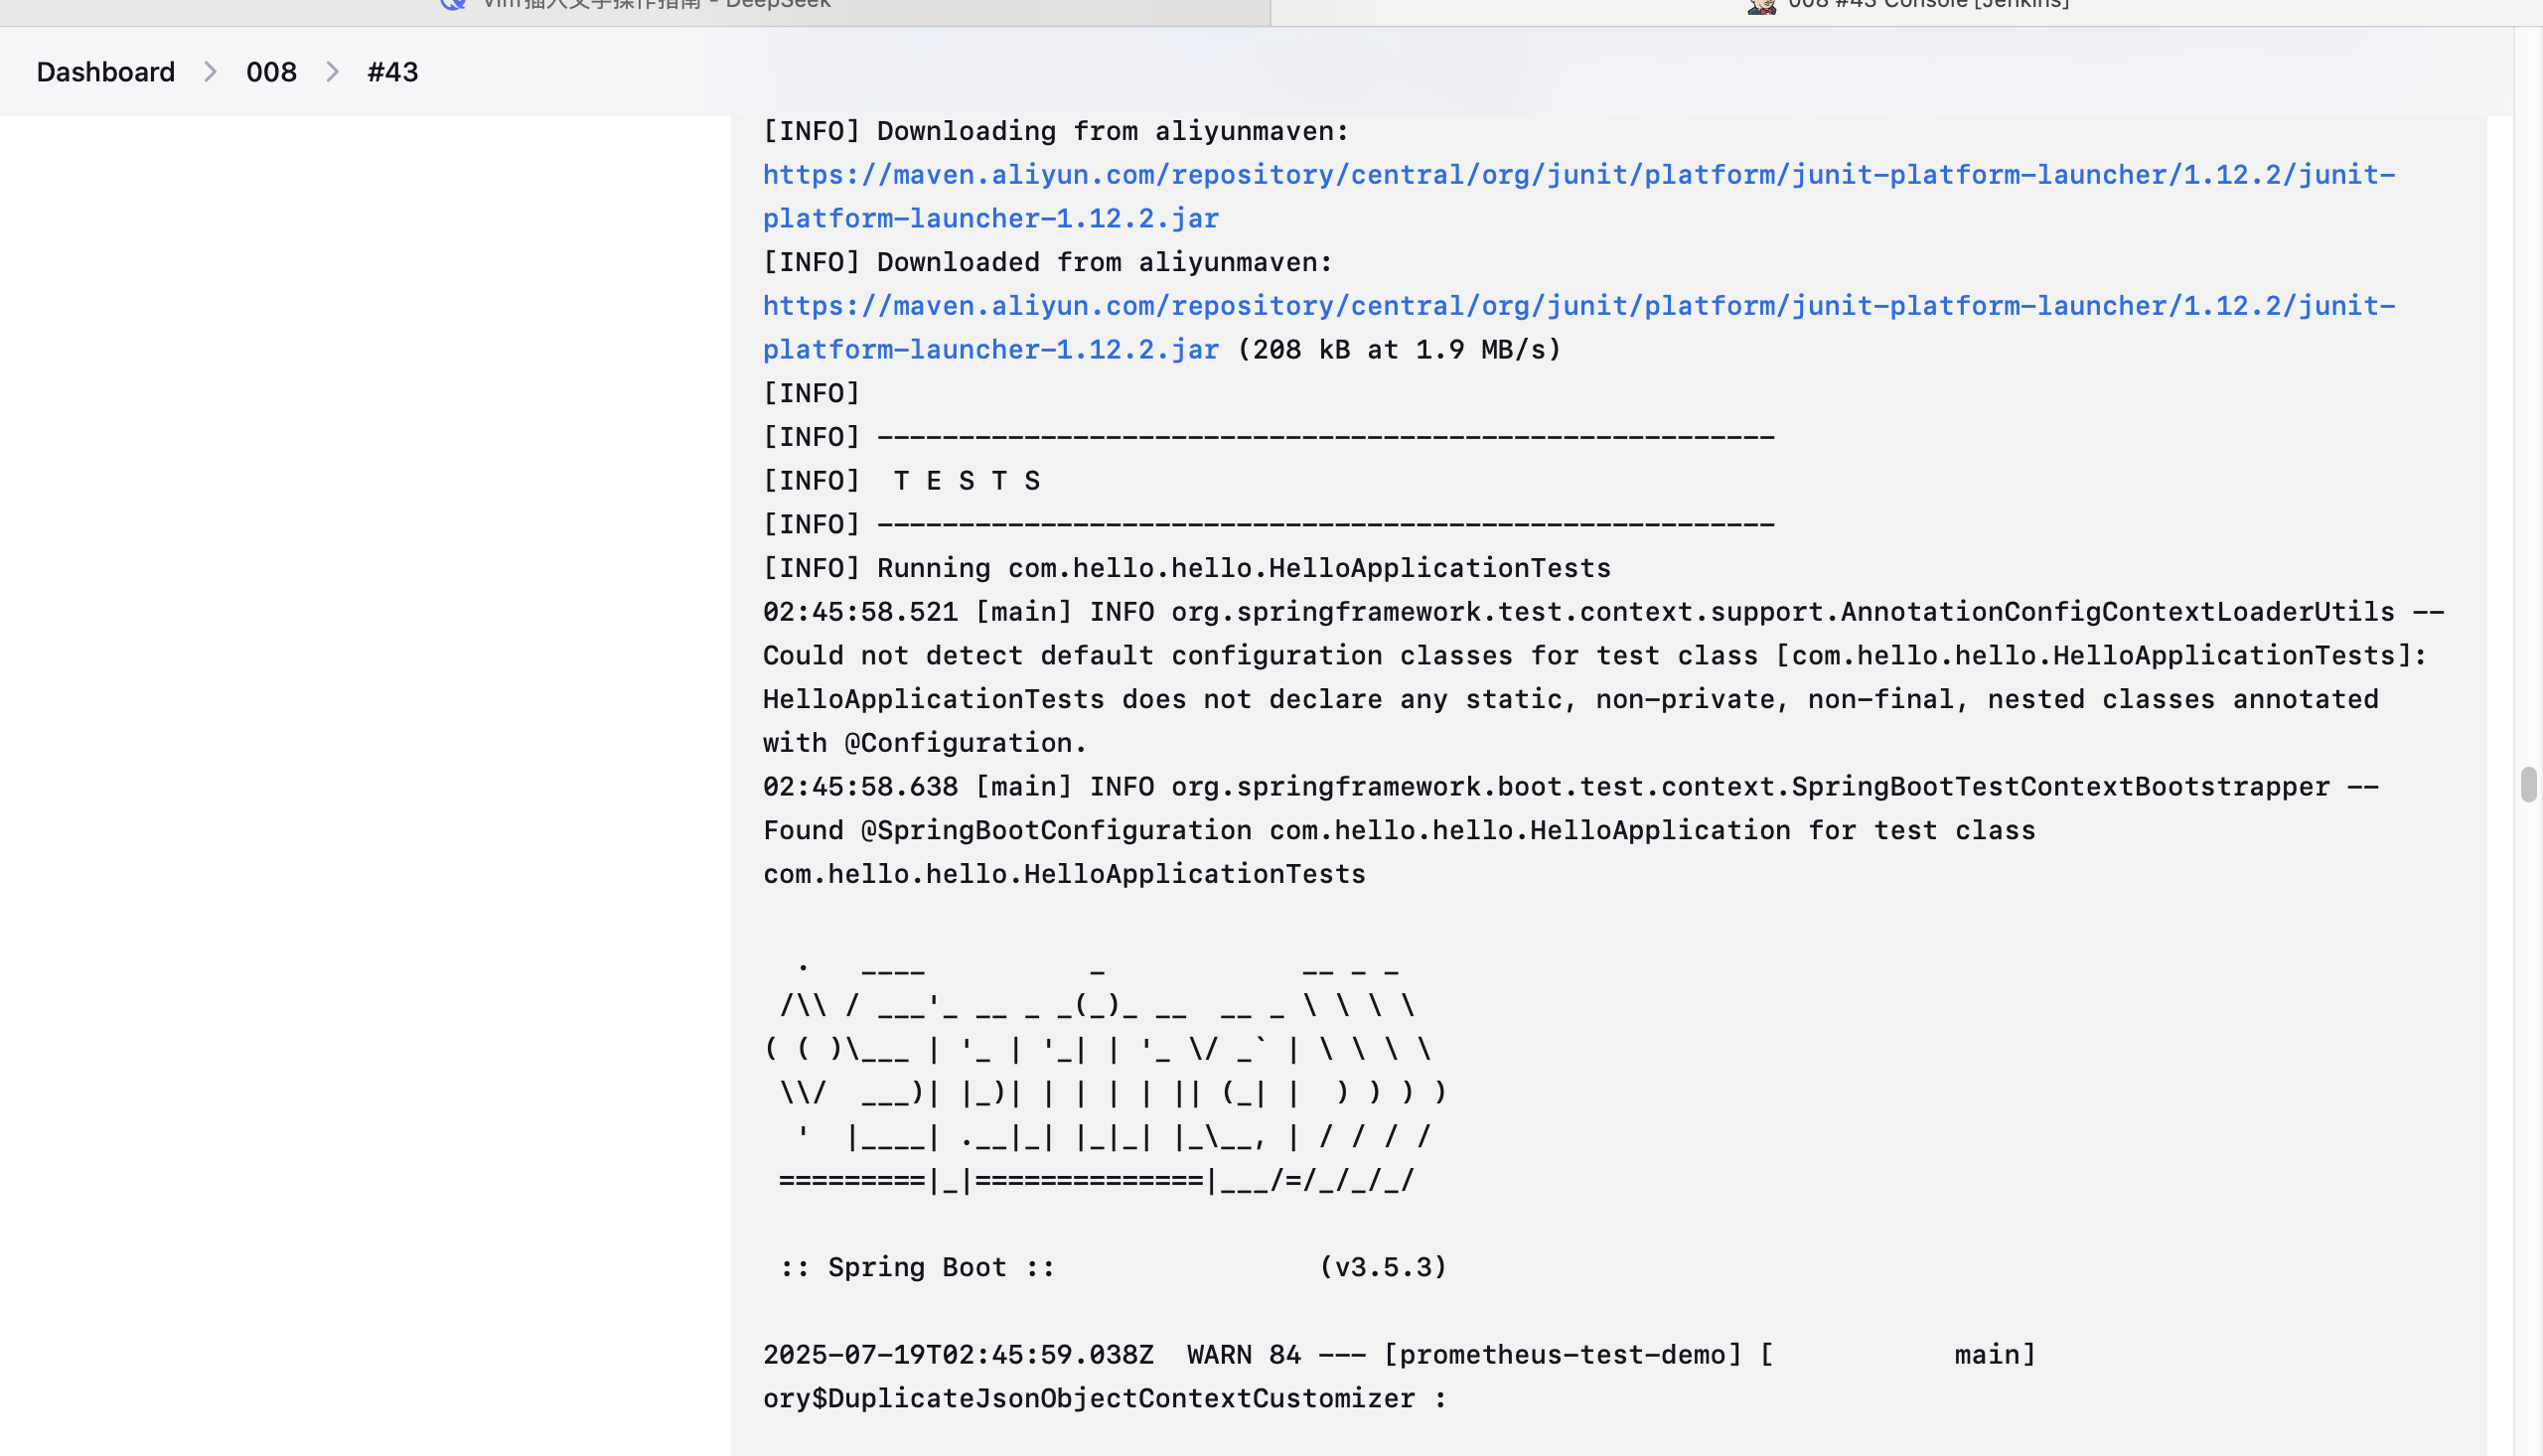 Vim插入文字操作指南 - DeepSeek
008 #43 Console [Jenkins]
Dashboard > 008 > #43
[INFO] Downloading from aliyunmaven:
https://maven.aliyun.com/repository/central/org/junit/platform/junit-platform-launcher/1.12.2/junit-
platform-launcher-1.12.2.jar
[INFO] Downloaded from aliyunmaven:
https://maven.aliyun.com/repository/central/org/junit/platform/junit-platform-launcher/1.12.2/junit-
platform-launcher-1.12.2.jar (208 kB at 1.9 MB/s)
[INFO]
[INFO] -------------------------------------------------------
[INFO]  T E S T S
[INFO] -------------------------------------------------------
[INFO] Running com.hello.hello.HelloApplicationTests
02:45:58.521 [main] INFO org.springframework.test.context.support.AnnotationConfigContextLoaderUtils --
Could not detect default configuration classes for test class [com.hello.hello.HelloApplicationTests]:
HelloApplicationTests does not declare any static, non-private, non-final, nested classes annotated
with @Configuration.
02:45:58.638 [main] INFO org.springframework.boot.test.context.SpringBootTestContextBootstrapper --
Found @SpringBootConfiguration com.hello.hello.HelloApplication for test class
com.hello.hello.HelloApplicationTests
  .   ____          _            __ _ _
 /\\ / ___'_ __ _ _(_)_ __  __ _ \ \ \ \
( ( )\___ | '_ | '_| | '_ \/ _` | \ \ \ \
 \\/  ___)| |_)| | | | | || (_| |  ) ) ) )
  '  |____| .__|_| |_|_| |_\__, | / / / /
 =========|_|==============|___/=/_/_/_/
 :: Spring Boot ::                (v3.5.3)
2025-07-19T02:45:59.038Z  WARN 84 --- [prometheus-test-demo] [           main]
ory$DuplicateJsonObjectContextCustomizer :